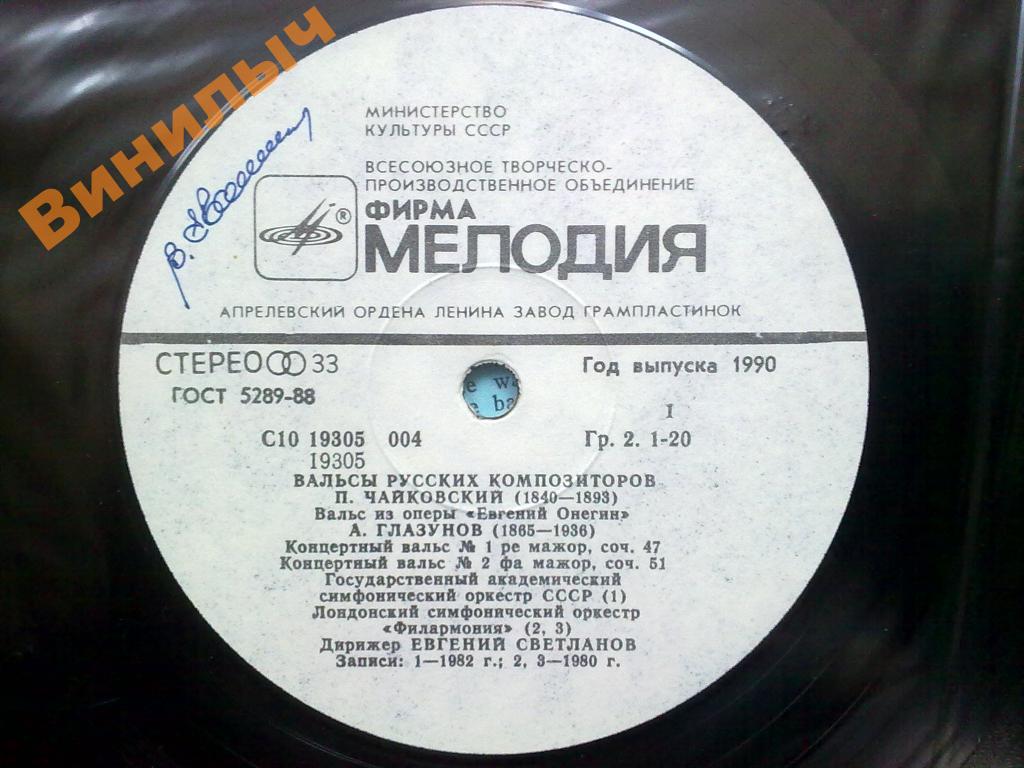 Винилыч
МИНИСТЕРСТВО
КУЛЬТУРЫ СССР
ВСЕСОЮЗНОЕ ТВОРЧЕСКО-
ПРОИЗВОДСТВЕННОЕ ОБЪЕДИНЕНИЕ
ФИРМА
®
МЕЛОДИЯ
АПРЕЛЕВСКИЙ ОРДЕНА ЛЕНИНА ЗАВОД ГРАМПЛАСТИНОК
СТЕРЕО 33
Год выпуска 1990
ГОСТ 5289-88
I
С10 19305 004
Гр. 2. 1-20
19305
ВАЛЬСЫ РУССКИХ КОМПОЗИТОРОВ
П. ЧАЙКОВСКИЙ (1840—1893)
Вальс из оперы «Евгений Онегин»
А. ГЛАЗУНОВ (1865—1936)
Концертный вальс № 1 ре мажор, соч. 47
Концертный вальс № 2 фа мажор, соч. 51
Государственный академический
симфонический оркестр СССР (1)
Лондонский симфонический оркестр
«Филармония» (2, 3)
Дирижер ЕВГЕНИЙ СВЕТЛАНОВ
Записи: 1—1982 г.; 2, 3—1980 г.